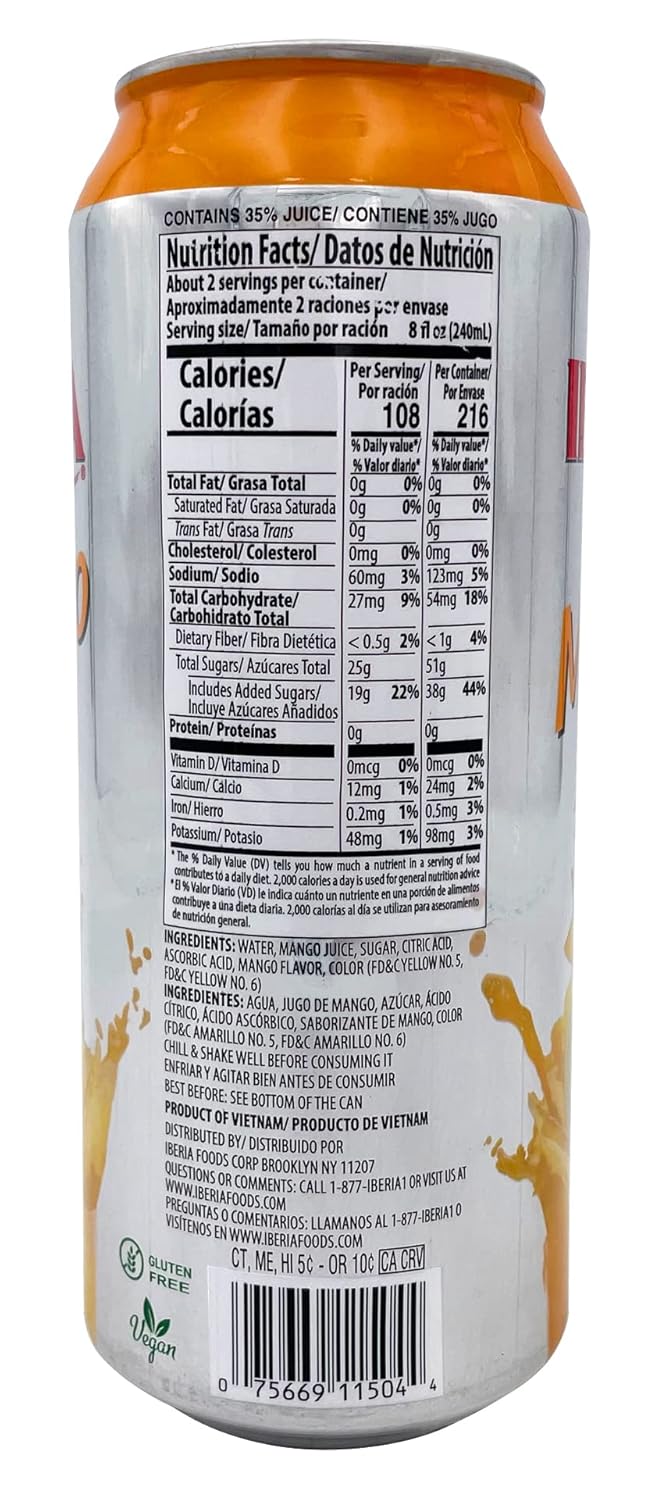 CONTAINS 35% JUICE/ CONTIENE 35% JUGO
Nutrition Facts/ Datos de Nutrición
About 2 servings per container/
Aproximadamente 2 raciones por envase
Serving size/ Tamaño por ración 8 fl oz (240mL)
Calories/
Calorías
Per Serving/ Por ración 108
Per Container/ Por Envase 216
% Daily value*/ % Valor diario* % Daily value*/ % Valor diario*
Total Fat/ Grasa Total 0g 0% 0g 0%
Saturated Fat/ Grasa Saturada 0g 0% 0g 0%
Trans Fat/ Grasa Trans 0g 0g
Cholesterol/ Colesterol 0mg 0% 0mg 0%
Sodium/ Sodio 60mg 3% 123mg 5%
Total Carbohydrate/
Carbohidrato Total 27mg 9% 54mg 18%
Dietary Fiber/ Fibra Dietética < 0.5g 2% < 1g 4%
Total Sugars/ Azúcares Total 25g 51g
Includes Added Sugars/ 19g 22% 38g 44%
Incluye Azúcares Añadidos
Protein/ Proteínas 0g 0g
Vitamin D/ Vitamina D 0mcg 0% 0mcg 0%
Calcium/ Cálcio 12mg 1% 24mg 2%
Iron/ Hierro 0.2mg 1% 0.5mg 3%
Potassium/ Potasio 48mg 1% 98mg 3%
* The % Daily Value (DV) tells you how much a nutrient in a serving of food
contributes to a daily diet. 2,000 calories a day is used for general nutrition advice
*El % Valor Diario (VD) le indica cuánto un nutriente en una porción de alimentos
contribuye a una dieta diaria. 2,000 calorías al día se utilizan para asesoramiento
de nutrición general.
INGREDIENTS: WATER, MANGO JUICE, SUGAR, CITRIC ACID,
ASCORBIC ACID, MANGO FLAVOR, COLOR (FD&C YELLOW NO. 5,
FD&C YELLOW NO. 6)
INGREDIENTES: AGUA, JUGO DE MANGO, AZÚCAR, ÁCIDO
CÍTRICO, ÁCIDO ASCÓRBICO, SABORIZANTE DE MANGO, COLOR
(FD&C AMARILLO NO. 5, FD&C AMARILLO NO. 6)
CHILL & SHAKE WELL BEFORE CONSUMING IT
ENFRIAR Y AGITAR BIEN ANTES DE CONSUMIR
BEST BEFORE: SEE BOTTOM OF THE CAN
PRODUCT OF VIETNAM/ PRODUCTO DE VIETNAM
DISTRIBUTED BY/ DISTRIBUIDO POR
IBERIA FOODS CORP BROOKLYN NY 11207
QUESTIONS OR COMMENTS: CALL 1-877-IBERIA1 OR VISIT US AT
WWW.IBERIAFOODS.COM
PREGUNTAS O COMENTARIOS: LLAMANOS AL 1-877-IBERIA1 O
VISÍTENOS EN WWW.IBERIAFOODS.COM
CT, ME, HI 5¢ - OR 10¢ CA CRV
GLUTEN
FREE
Vegan
0 75669 11504 4